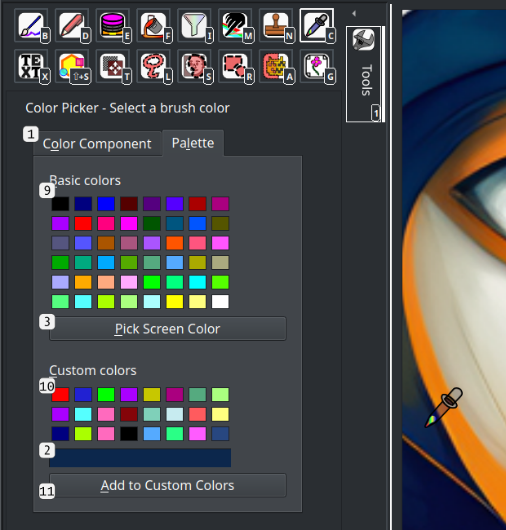 B D E F I M N C
TEXT X ⇧+S T L S R A G
Tools
1
Color Picker - Select a brush color
1
Color Component Palette
9
Basic colors
3
Pick Screen Color
Custom colors
10
2
11
Add to Custom Colors